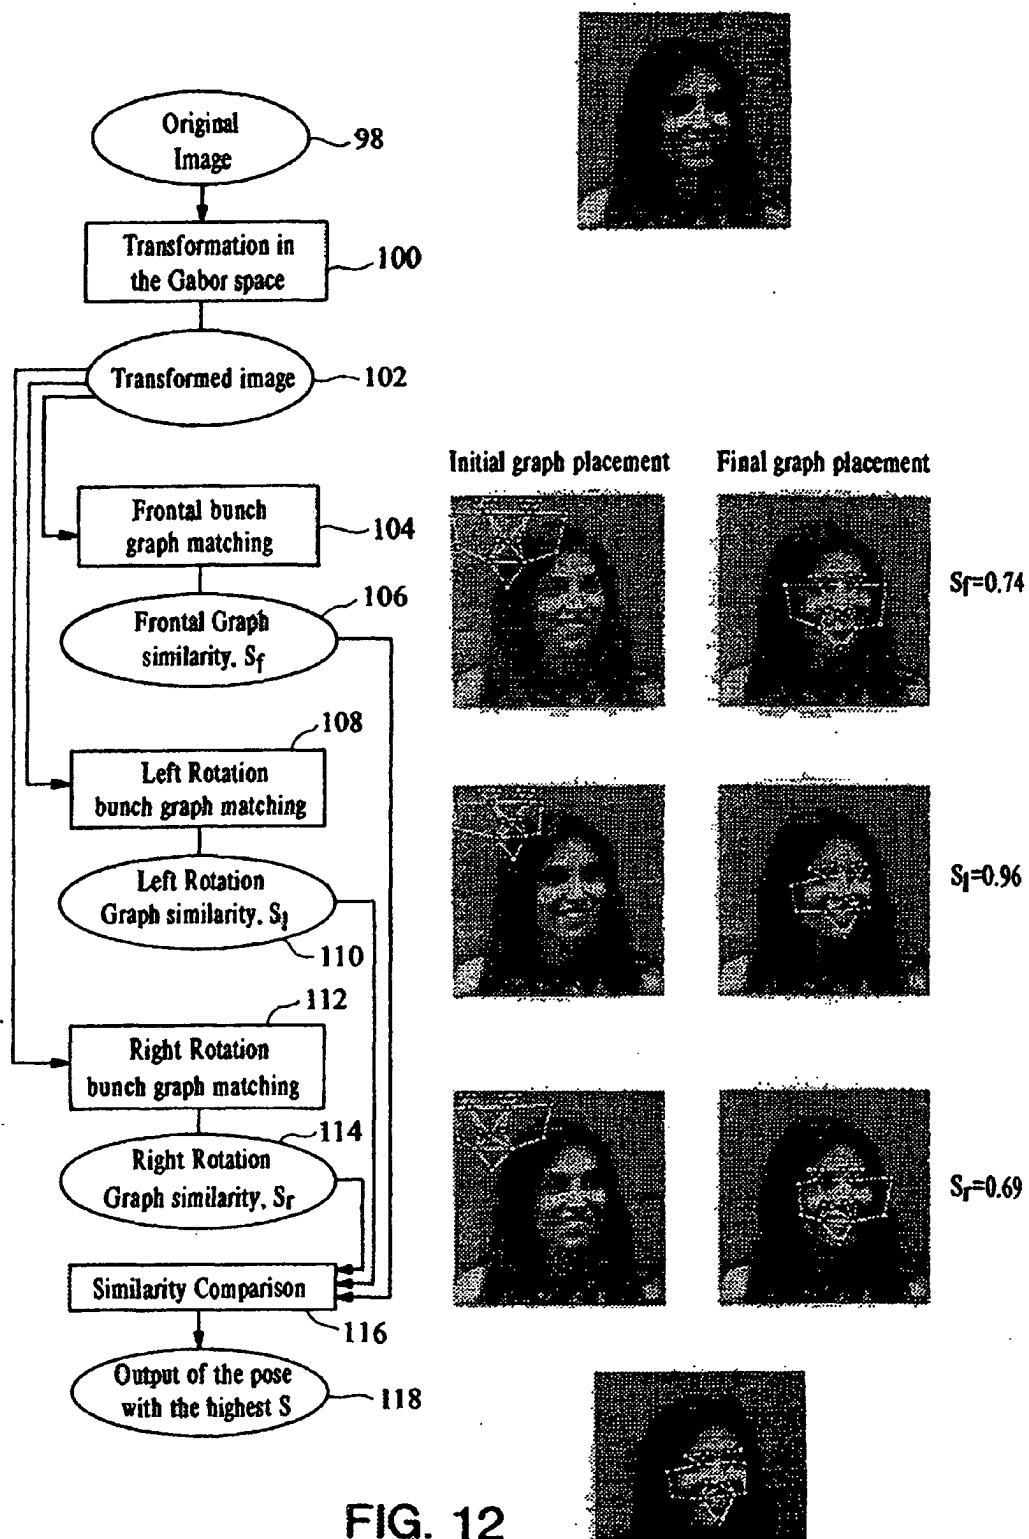 Original
Image
98
Transformation in
the Gabor space
100
Transformed image
102
Initial graph placement
Final graph placement
Frontal bunch
graph matching
104
106
Frontal Graph
similarity. Sf
Sf=0.74
108
Left Rotation
bunch graph matching
Left Rotation
Graph similarity. Sl
Sl=0.96
110
112
Right Rotation
bunch graph matching
114
Right Rotation
Graph similarity. Sr
Sr=0.69
Similarity Comparison
116
Output of the pose
with the highest S
118
FIG. 12